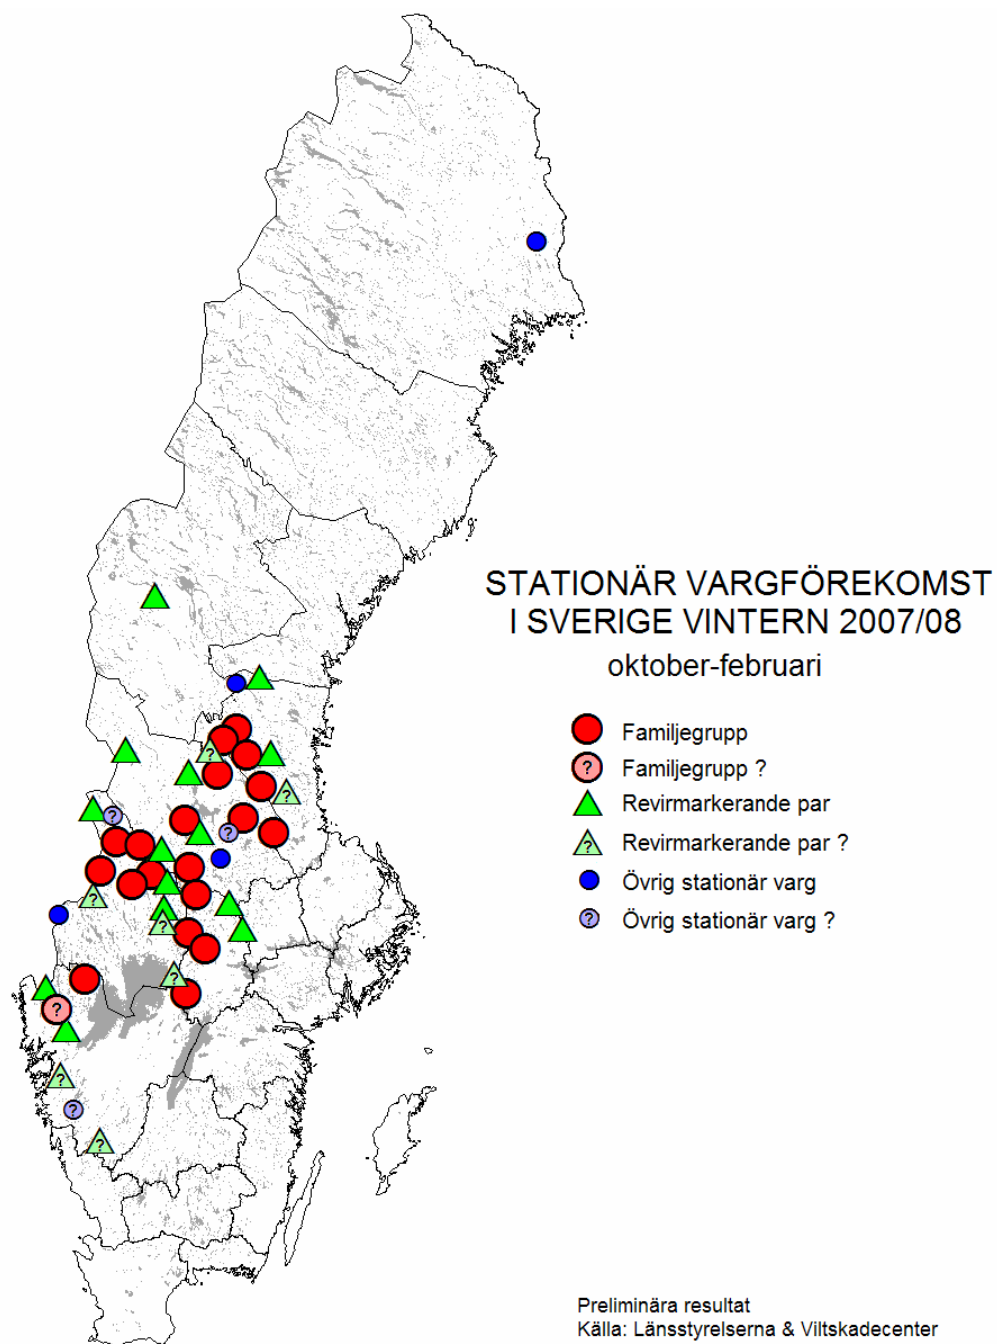 STATIONÄR VARGFÖREKOMST
I SVERIGE VINTERN 2007/08
oktober-februari
Familjegrupp
? Familjegrupp ?
Revirmarkerande par
? Revirmarkerande par ?
Övrig stationär varg
? Övrig stationär varg ?
?
?
?
?
?
?
?
?
?
?
?
Preliminära resultat
Källa: Länsstyrelserna & Viltskadecenter